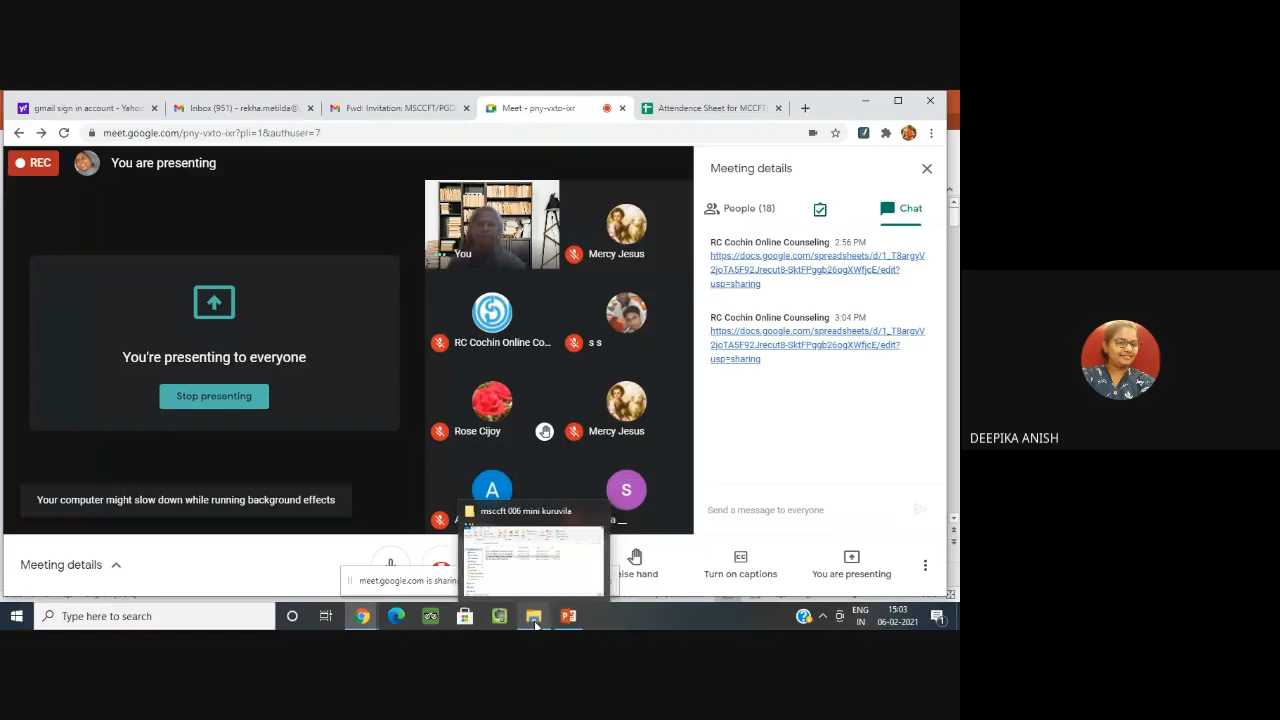 gmail sign in account - Yahoo
Inbox (951) - rekha.metilda@
Fwd: Invitation: MSCCFT/PGD
Meet - pny-vxto-ixr
Attendence Sheet for MCCFT
meet.google.com/pny-vxto-ixr?pli=1&authuser=7
REC
You are presenting
You're presenting to everyone
Stop presenting
Your computer might slow down while running background effects
You
Mercy Jesus
RC Cochin Online Co...
s s
Rose Cijoy
Mercy Jesus
A
S
msccft 006 mini kuruvila
Meeting details
People (18)
Chat
RC Cochin Online Counseling 2:56 PM
https://docs.google.com/spreadsheets/d/1_T8argyV
2joTA5F92Jrecut8-SktFPggb26ogXWfjcE/edit?
usp=sharing
RC Cochin Online Counseling 3:04 PM
https://docs.google.com/spreadsheets/d/1_T8argyV
2joTA5F92Jrecut8-SktFPggb26ogXWfjcE/edit?
usp=sharing
Send a message to everyone
Meeting details
meet.google.com is sharing
aise hand
Turn on captions
You are presenting
Type here to search
ENG
IN
15:03
06-02-2021
DEEPIKA ANISH